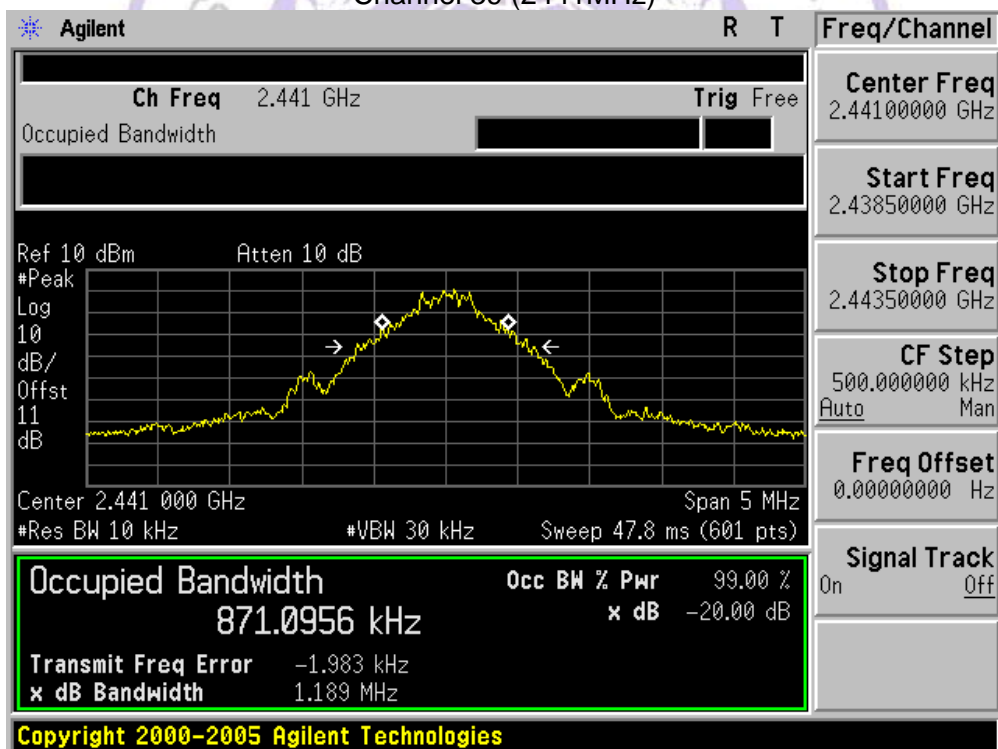 Channel 39 (2441MHz)
Agilent R T Freq/Channel
Ch Freq 2.441 GHz Trig Free
Occupied Bandwidth
Center Freq
2.44100000 GHz
Start Freq
2.43850000 GHz
Stop Freq
2.44350000 GHz
CF Step
500.000000 kHz
Auto Man
Freq Offset
0.00000000 Hz
Signal Track
On Off
Ref 10 dBm Atten 10 dB
#Peak
Log
10
dB/
Offst
11
dB
Center 2.441 000 GHz Span 5 MHz
#Res BW 10 kHz #VBW 30 kHz Sweep 47.8 ms (601 pts)
Occupied Bandwidth Occ BW % Pwr 99.00 %
871.0956 kHz x dB -20.00 dB
Transmit Freq Error -1.983 kHz
x dB Bandwidth 1.189 MHz
Copyright 2000-2005 Agilent Technologies